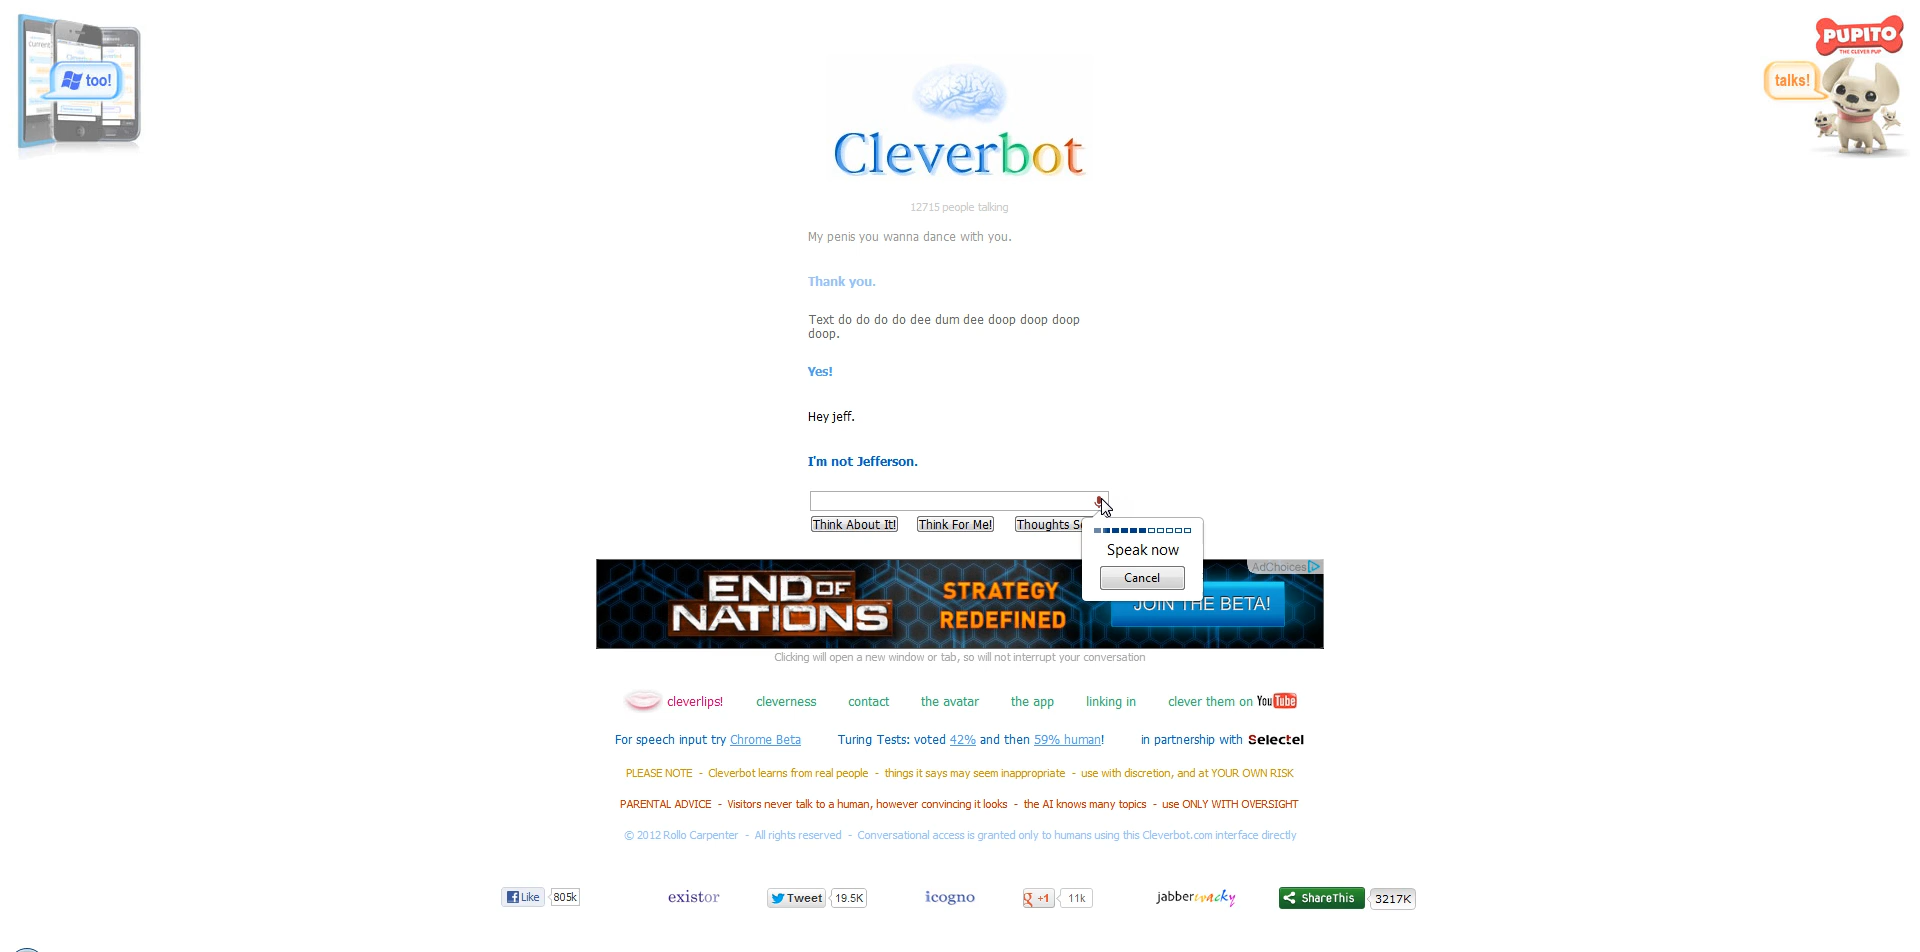 too!
current
PUPITO
THE CLEVER PUP
talks!
Cleverbot
12715 people talking
My penis you wanna dance with you.
Thank you.
Text do do do do dee dum dee doop doop doop
doop.
Yes!
Hey jeff.
I'm not Jefferson.
Think About It!
Think For Me!
Thoughts S
Speak now
Cancel
END OF
NATIONS
STRATEGY
REDEFINED
JOIN THE BETA!
AdChoices
Clicking will open a new window or tab, so will not interrupt your conversation
cleverlips! cleverness contact the avatar the app linking in clever them on YouTube
For speech input try Chrome Beta Turing Tests: voted 42% and then 59% human! in partnership with Selectel
PLEASE NOTE - Cleverbot learns from real people - things it says may seem inappropriate - use with discretion, and at YOUR OWN RISK
PARENTAL ADVICE - Visitors never talk to a human, however convincing it looks - the AI knows many topics - use ONLY WITH OVERSIGHT
© 2012 Rollo Carpenter - All rights reserved - Conversational access is granted only to humans using this Cleverbot.com interface directly
Like 805k existor Tweet 19.5K icogno g +1 11k jabberwacky ShareThis 3217K